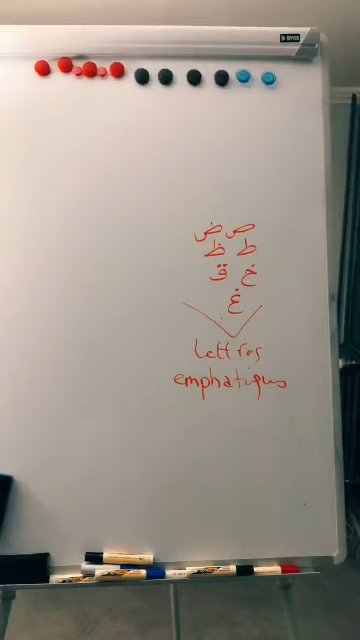 ص ض
ط ظ
خ ق
غ
lettres
emphatiques